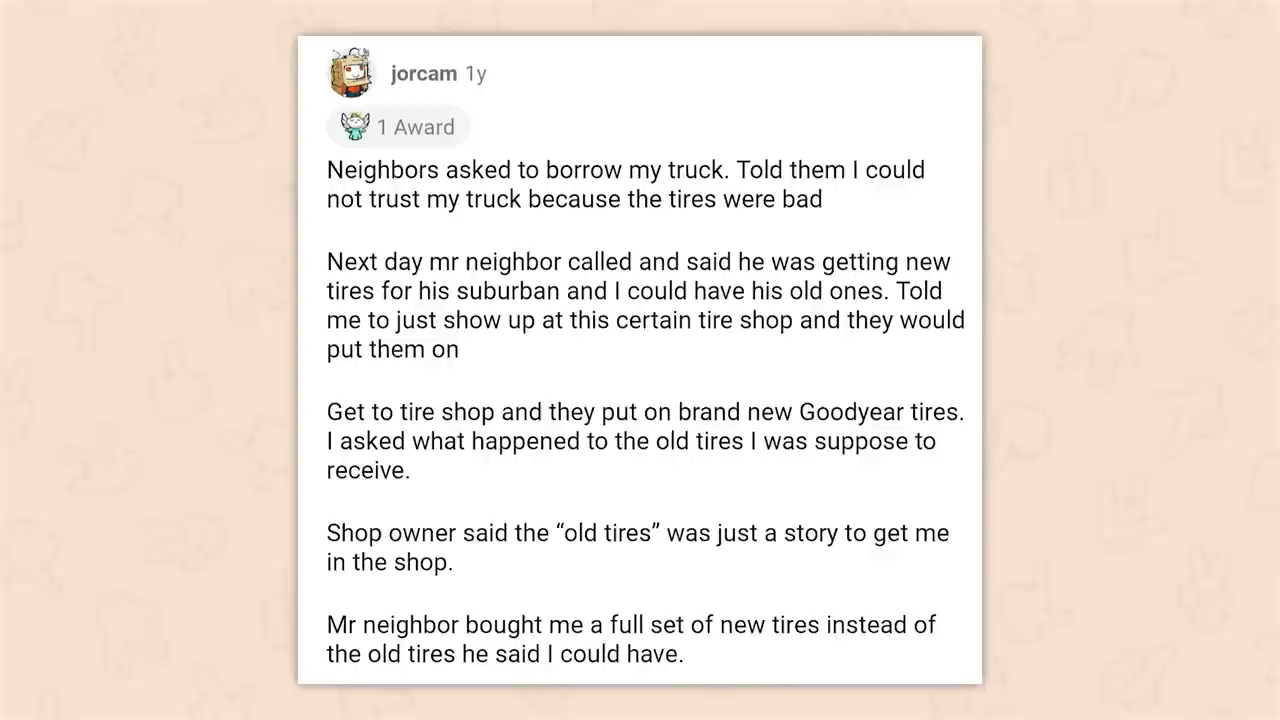 jorcam 1y
1 Award
Neighbors asked to borrow my truck. Told them I could
not trust my truck because the tires were bad
Next day mr neighbor called and said he was getting new
tires for his suburban and I could have his old ones. Told
me to just show up at this certain tire shop and they would
put them on
Get to tire shop and they put on brand new Goodyear tires.
I asked what happened to the old tires I was suppose to
receive.
Shop owner said the “old tires” was just a story to get me
in the shop.
Mr neighbor bought me a full set of new tires instead of
the old tires he said I could have.